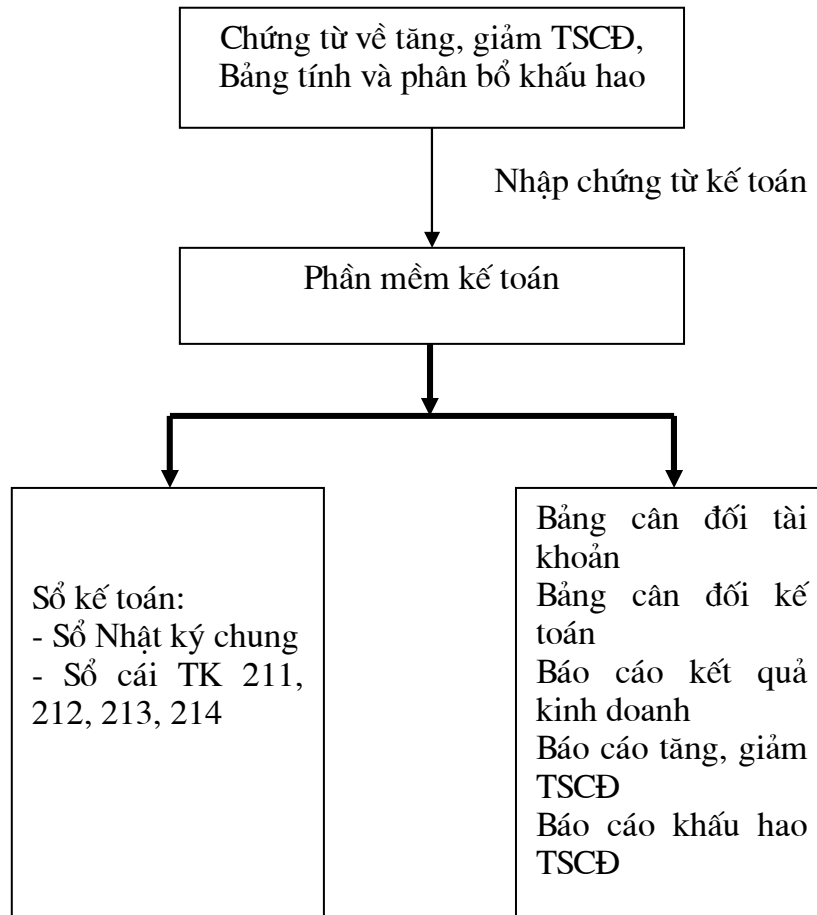 Chứng từ về tăng, giảm TSCĐ,
Bảng tính và phân bổ khấu hao
Nhập chứng từ kế toán
Phần mềm kế toán
Sổ kế toán:
- Sổ Nhật ký chung
- Sổ cái TK 211,
212, 213, 214
Bảng cân đối tài
khoản
Bảng cân đối kế
toán
Báo cáo kết quả
kinh doanh
Báo cáo tăng, giảm
TSCĐ
Báo cáo khấu hao
TSCĐ